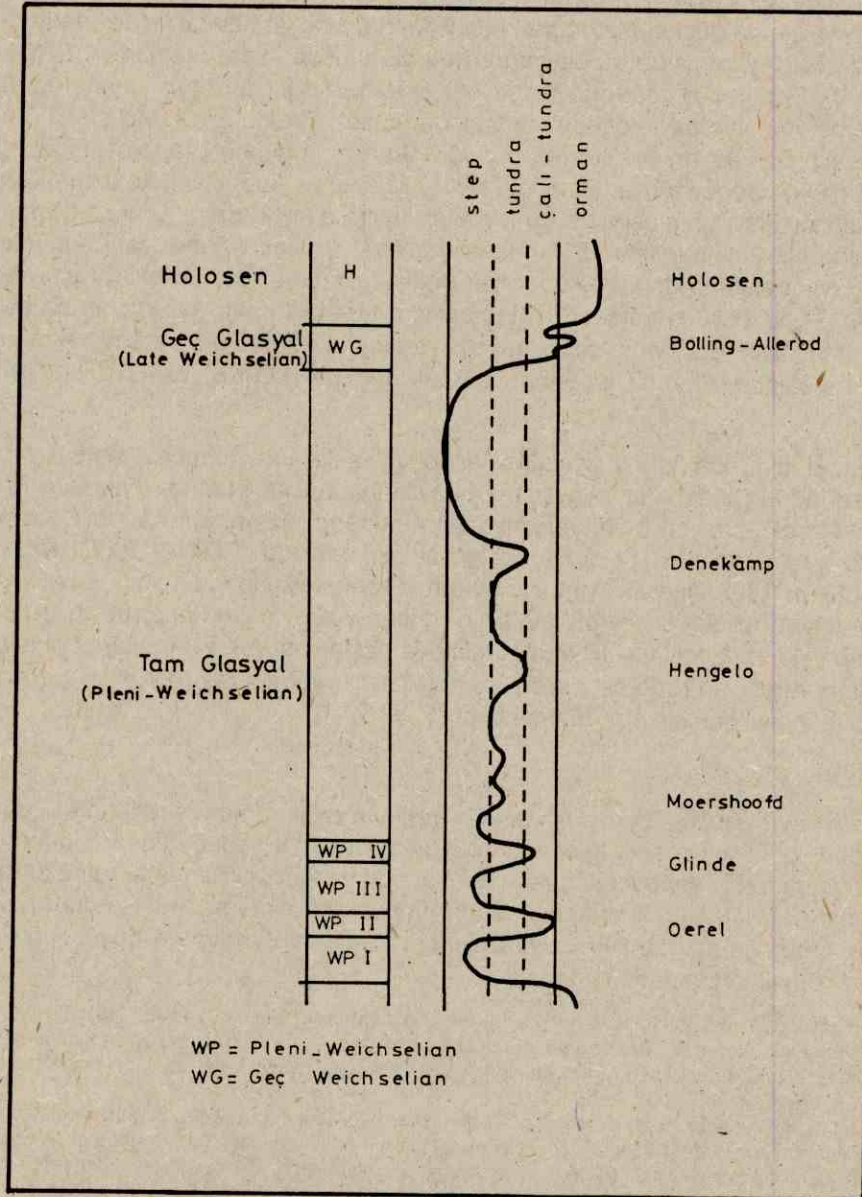 step
tundra
çalı - tundra
orman
Holosen
H
Holosen
Geç Glasyal
(Late Weichselian)
WG
Bolling-Alleröd
Denekamp
Tam Glasyal
(Pleni-Weichselian)
Hengelo
Moershoofd
WP IV
Glinde
WP III
WP II
Oerel
WP I
WP = Pleni_Weichselian
WG= Geç Weichselian